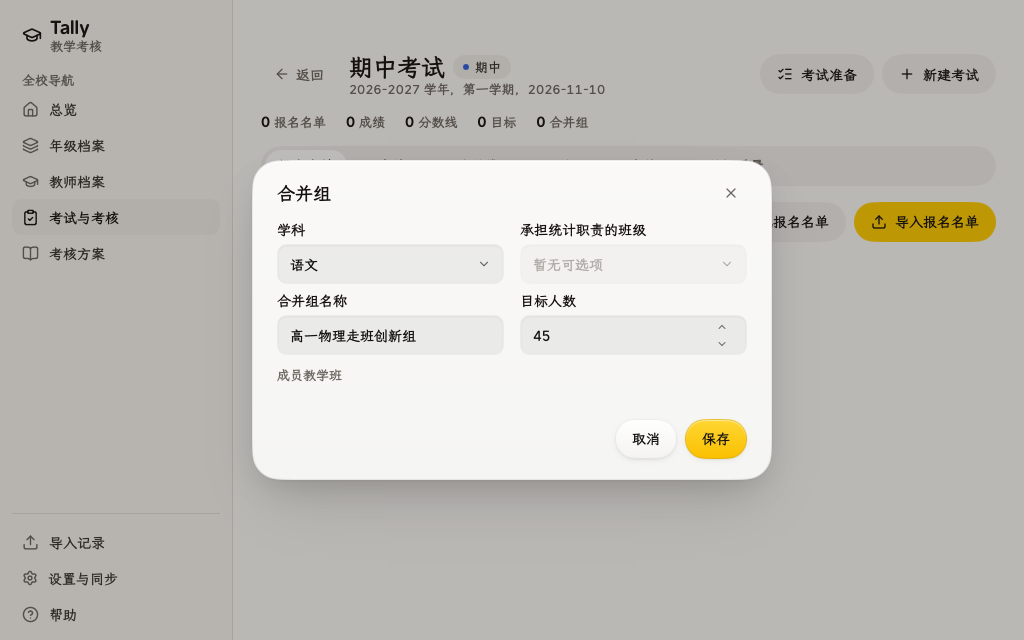 Tally
教学考核
全校导航
总览
年级档案
教师档案
考试与考核
考核方案
导入记录
设置与同步
帮助
返回
期中考试
期中
2026-2027 学年，第一学期，2026-11-10
考试准备
新建考试
0 报名名单 0 成绩 0 分数线 0 目标 0 合并组
报名名单
导入报名名单
合并组
学科
承担统计职责的班级
语文
暂无可选项
合并组名称
目标人数
高一物理走班创新组
45
成员教学班
取消
保存